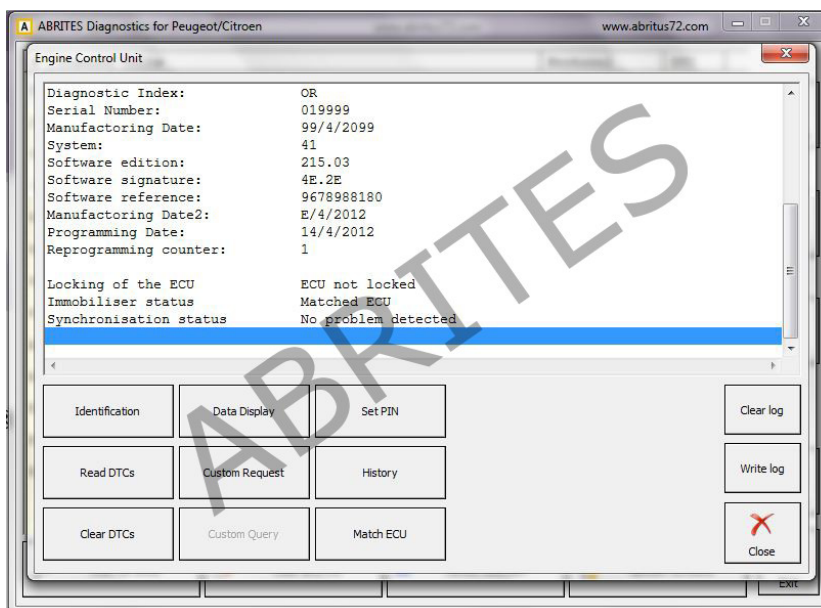 A ABRITES Diagnostics for Peugeot/Citroen www.abritus72.com
Engine Control Unit
Diagnostic Index: OR
Serial Number: 019999
Manufactoring Date: 99/4/2099
System: 41
Software edition: 215.03
Software signature: 4E.2E
Software reference: 9678988180
Manufactoring Date2: E/4/2012
Programming Date: 14/4/2012
Reprogramming counter: 1
Locking of the ECU ECU not locked
Immobiliser status Matched ECU
Synchronisation status No problem detected
ABRITES
Identification Data Display Set PIN Clear log
Read DTCs Custom Request History Write log
Clear DTCs Custom Query Match ECU Close
Exit